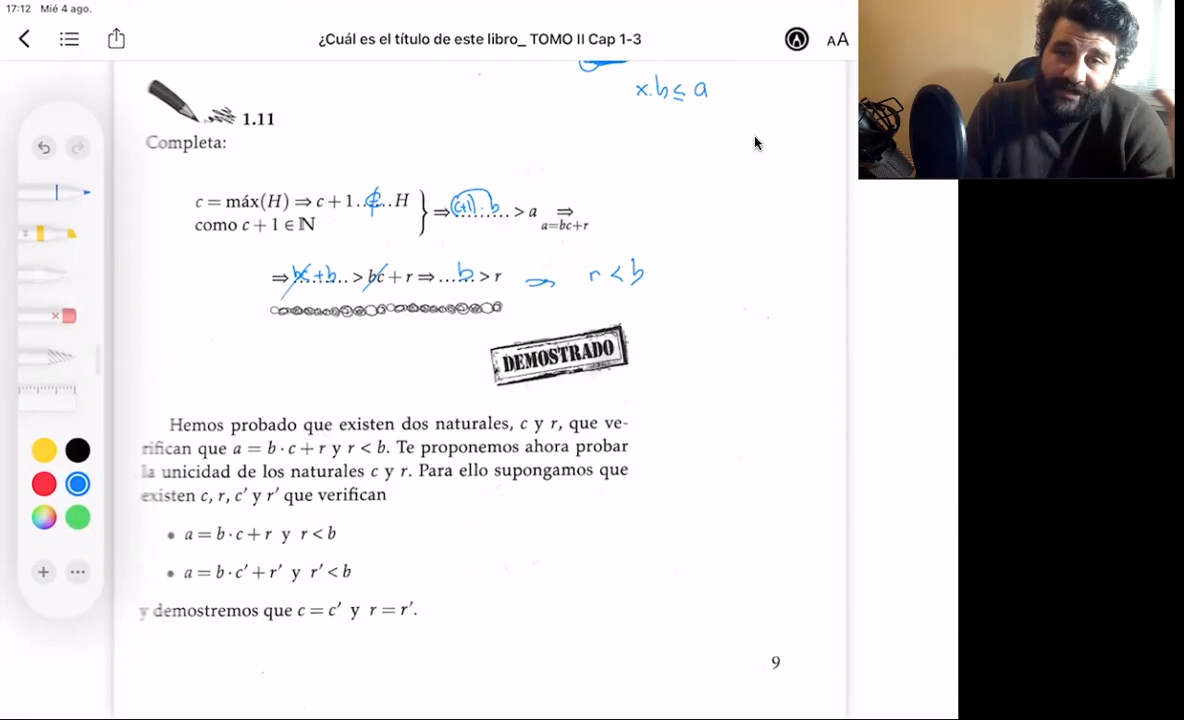 17:12 Mié 4 ago.
¿Cuál es el título de este libro_ TOMO II Cap 1-3
AA
x.b ≤ a
1.11
Completa:
c = máx(H) ⇒ c + 1..∉..H
como c + 1 ∈ ℕ
} ⇒ (c+1).b > a ⇒
a=bc+r
⇒ bc+b.. > bc + r ⇒ ...b.. > r ⇒ r < b
DEMOSTRADO
Hemos probado que existen dos naturales, c y r, que ve-
rifican que a = b · c + r y r < b. Te proponemos ahora probar
la unicidad de los naturales c y r. Para ello supongamos que
existen c, r, c′ y r′ que verifican
• a = b · c + r y r < b
• a = b · c′ + r′ y r′ < b
y demostremos que c = c′ y r = r′.
9